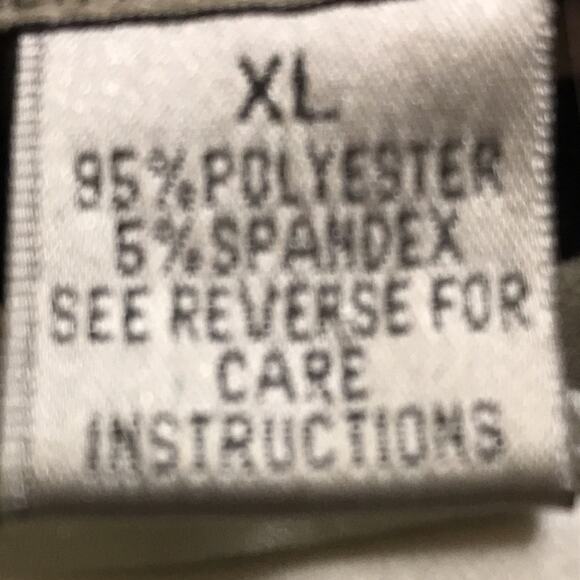 XL
95% POLYESTER
5% SPANDEX
SEE REVERSE FOR
CARE
INSTRUCTIONS